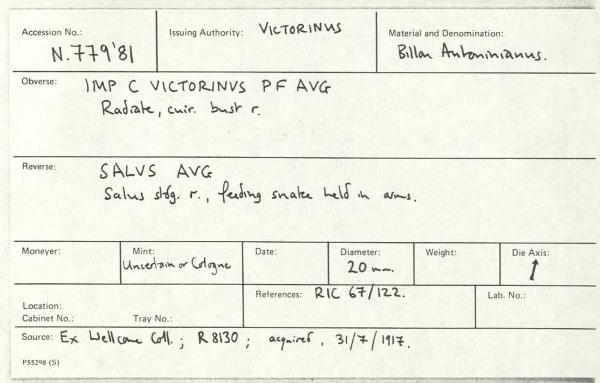 Accession No.: N.779'81 Issuing Authority: VICTORINUS Material and Denomination: Billon Antoninianus.
Obverse: IMP C VICTORINVS PF AVG
Radiate, cuir. bust r.
Reverse: SALVS AVG
Salus stdg. r., feeding snake held in arms.
Moneyer: Mint: Uncertain or Cologne Date: Diameter: 20 mm. Weight: Die Axis: ↑
Location:
Cabinet No.: Tray No.: References: RIC 67/122. Lab. No.:
Source: Ex Wellcome Coll.; R 8130; acquired, 31/7/1917.
P55298 (S)